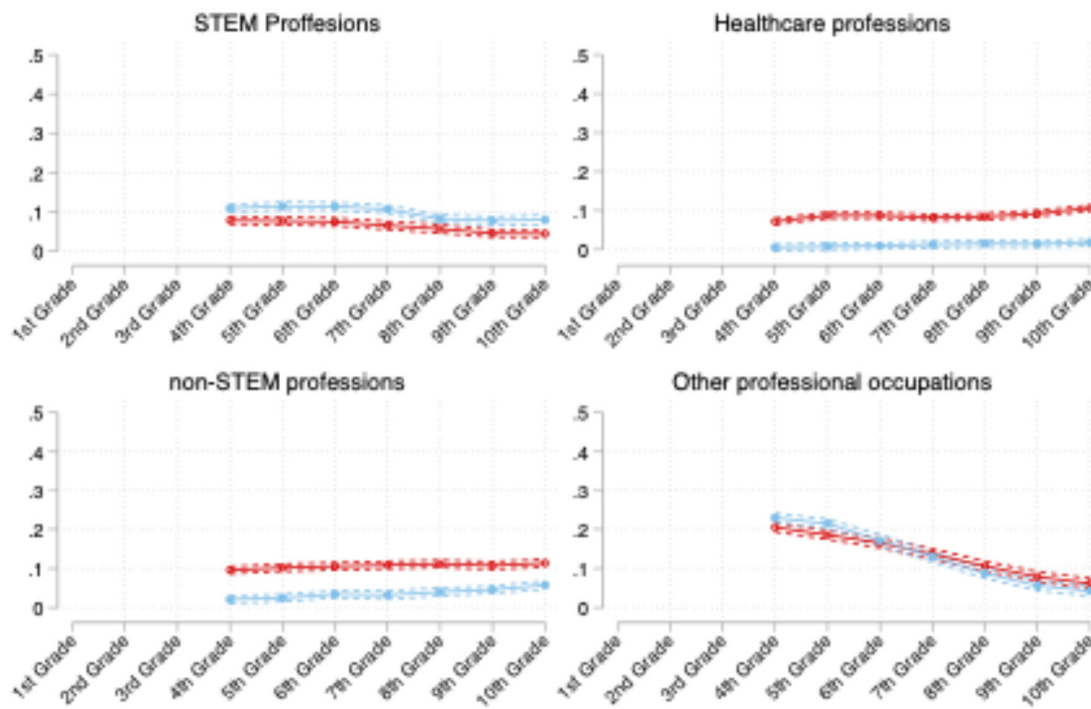 STEM Proffesions
.5
.4
.3
.2
.1
0
1st Grade
2nd Grade
3rd Grade
4th Grade
5th Grade
6th Grade
7th Grade
8th Grade
9th Grade
10th Grade
Healthcare professions
.5
.4
.3
.2
.1
0
1st Grade
2nd Grade
3rd Grade
4th Grade
5th Grade
6th Grade
7th Grade
8th Grade
9th Grade
10th Grade
non-STEM professions
.5
.4
.3
.2
.1
0
1st Grade
2nd Grade
3rd Grade
4th Grade
5th Grade
6th Grade
7th Grade
8th Grade
9th Grade
10th Grade
Other professional occupations
.5
.4
.3
.2
.1
0
1st Grade
2nd Grade
3rd Grade
4th Grade
5th Grade
6th Grade
7th Grade
8th Grade
9th Grade
10th Grade